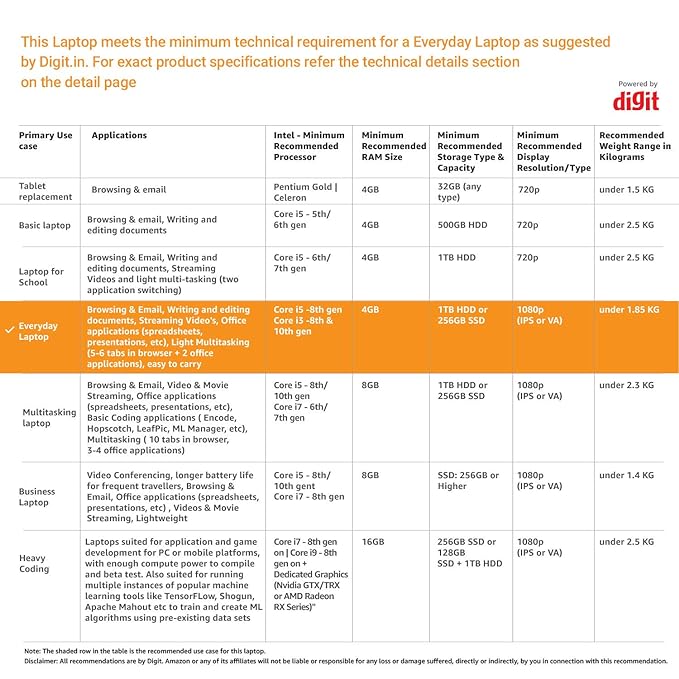 This Laptop meets the minimum technical requirement for a Everyday Laptop as suggested
by Digit.in. For exact product specifications refer the technical details section
on the detail page
Powered by
digit
Primary Use
case
Applications
Intel - Minimum
Recommended
Processor
Minimum
Recommended
RAM Size
Minimum
Recommended
Storage Type &
Capacity
Minimum
Recommended
Display
Resolution/Type
Recommended
Weight Range in
Kilograms
Tablet
replacement
Browsing & email
Pentium Gold |
Celeron
4GB
32GB (any
type)
720p
under 1.5 KG
Basic laptop
Browsing & email, Writing and
editing documents
Core i5 - 5th/
6th gen
4GB
500GB HDD
720p
under 2.5 KG
Laptop for
School
Browsing & email, Writing and
editing documents, Streaming
Videos and light multi-tasking (two
application switching)
Core i5 - 6th/
7th gen
4GB
1TB HDD
720p
under 2.5 KG
Everyday
Laptop
Browsing & Email, Writing and editing
documents, Streaming Video's, Office
applications (spreadsheets,
presentations, etc), Light Multitasking
(5-6 tabs in browser + 2 office
applications), easy to carry
Core i5 -8th gen
Core i3 -8th &
10th gen
4GB
1TB HDD or
256GB SSD
1080p
(IPS or VA)
under 1.85 KG
Multitasking
laptop
Browsing & Email, Video & Movie
Streaming, Office applications
(spreadsheets, presentations, etc),
Basic Coding applications ( Encode,
Hopscotch, LeafPic, ML Manager, etc),
Multitasking ( 10 tabs in browser,
3-4 office applications)
Core i5 - 8th/
10th gen
Core i7 - 6th/
7th gen
8GB
1TB HDD or
256GB SSD
1080p
(IPS or VA)
under 2.3 KG
Business
Laptop
Video Conferencing, longer battery life
for frequent travellers, Browsing &
Email, Office applications (spreadsheets,
presentations, etc) , Videos & Movie
Streaming, Lightweight
Core i5 - 8th/
10th gent
Core i7 - 8th gen
8GB
SSD: 256GB or
Higher
1080p
(IPS or VA)
under 1.4 KG
Heavy
Coding
Laptops suited for application and game
development for PC or mobile platforms,
with enough compute power to compile
and beta test. Also suited for running
multiple instances of popular machine
learning tools like TensorFLow, Shogun,
Apache Mahout etc to train and create ML
algorithms using pre-existing data sets
Core i7 - 8th gen
on | Core i9 - 8th
gen on +
Dedicated Graphics
(Nvidia GTX/TRX
or AMD Radeon
RX Series)"
16GB
256GB SSD or
128GB
SSD + 1TB HDD
1080p
(IPS or VA)
under 2.5 KG
Note: The shaded row in the table is the recommended use case for this laptop.
Disclaimer: All recommendations are by Digit. Amazon or any of its affiliates will not be liable or responsible for any loss or damage suffered, directly or indirectly, by you in connection with this recommendation.